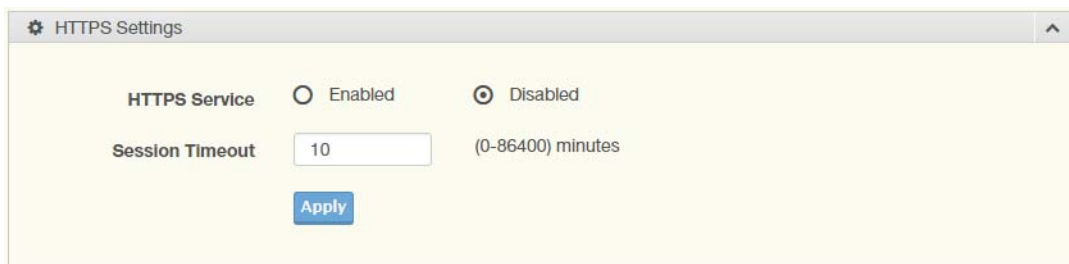 HTTPS Settings
HTTPS Service Enabled Disabled
Session Timeout 10 (0-86400) minutes
Apply